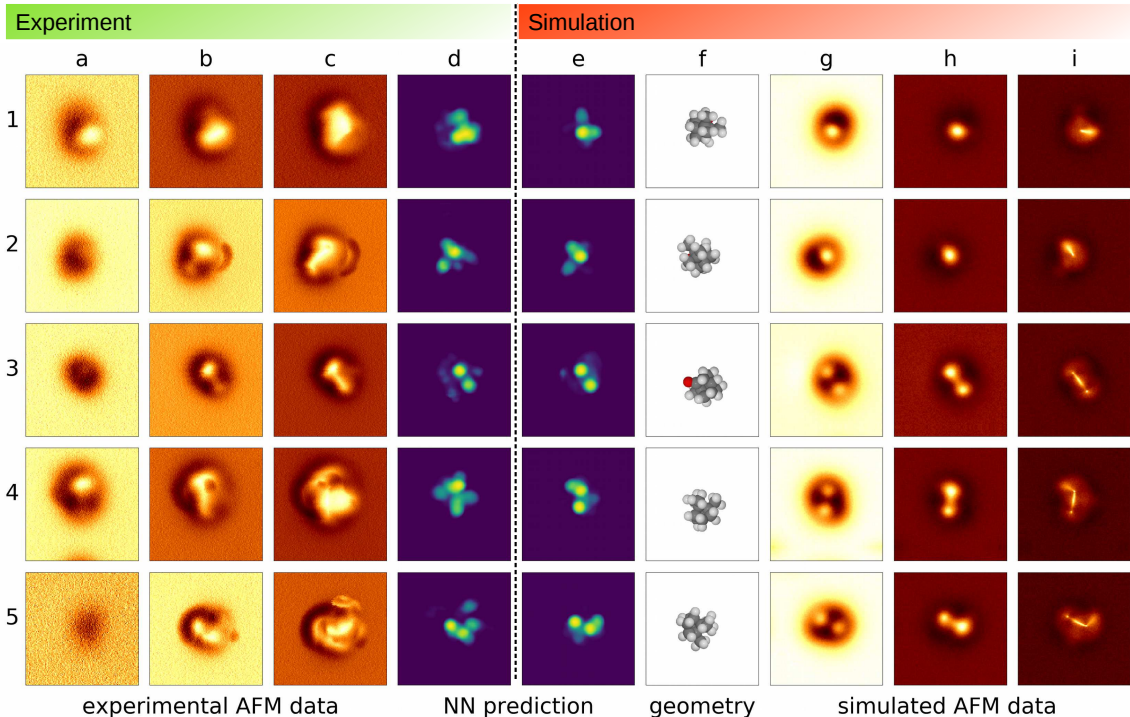 Experiment Simulation
a b c d e f g h i
1
2
3
4
5
experimental AFM data NN prediction geometry simulated AFM data